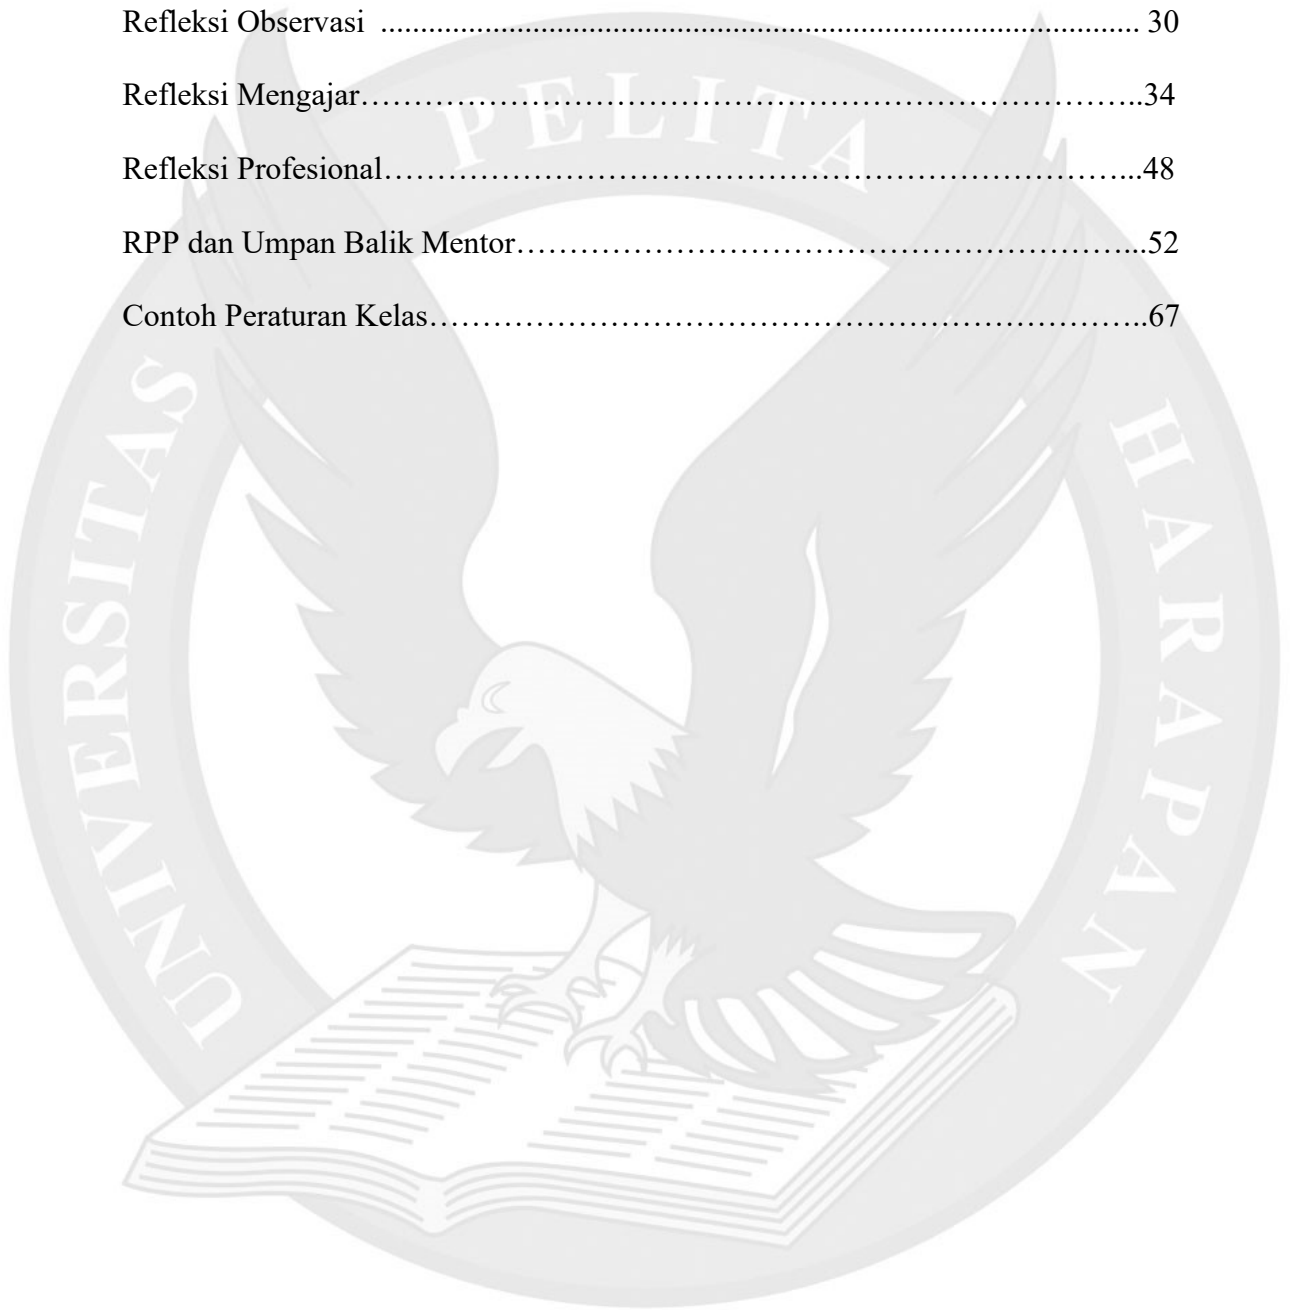 Refleksi Observasi ............................................................................................... 30
Refleksi Mengajar…………………………………………………………………………..34
Refleksi Profesional………………………………………………………………………...48
RPP dan Umpan Balik Mentor……………………………………………………………...52
Contoh Peraturan Kelas……………………………………………………………………..67
UNIVERSITAS PELITA HARAPAN